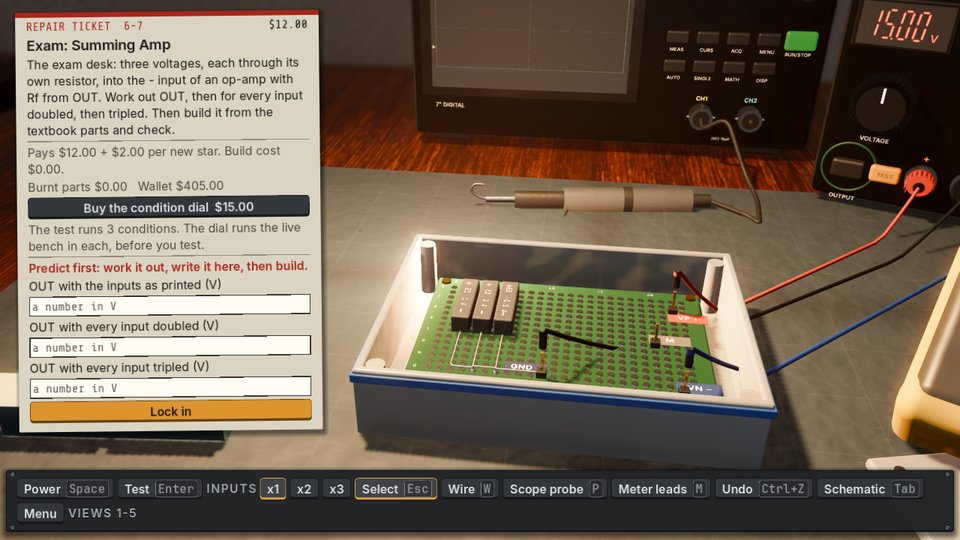 REPAIR TICKET 6-7
$12.00
Exam: Summing Amp
The exam desk: three voltages, each through its
own resistor, into the - input of an op-amp with
Rf from OUT. Work out OUT, then for every input
doubled, then tripled. Then build it from the
textbook parts and check.
Pays $12.00 + $2.00 per new star. Build cost
$0.00.
Burnt parts $0.00 Wallet $405.00
Buy the condition dial $15.00
The test runs 3 conditions. The dial runs the live
bench in each, before you test.
Predict first: work it out, write it here, then build.
OUT with the inputs as printed (V)
a number in V
OUT with every input doubled (V)
a number in V
OUT with every input tripled (V)
a number in V
Lock in
7" DIGITAL
MEAS CURS ACQ MENU
RUN/STOP
AUTO SINGLE MATH DISP
CH1 CH2
15.00 V
VOLTAGE
OUTPUT
TEST
+
GND
M
Power Space Test Enter INPUTS x1 x2 x3 Select Esc Wire W Scope probe P Meter leads M Undo Ctrl+Z Schematic Tab
Menu VIEWS 1-5